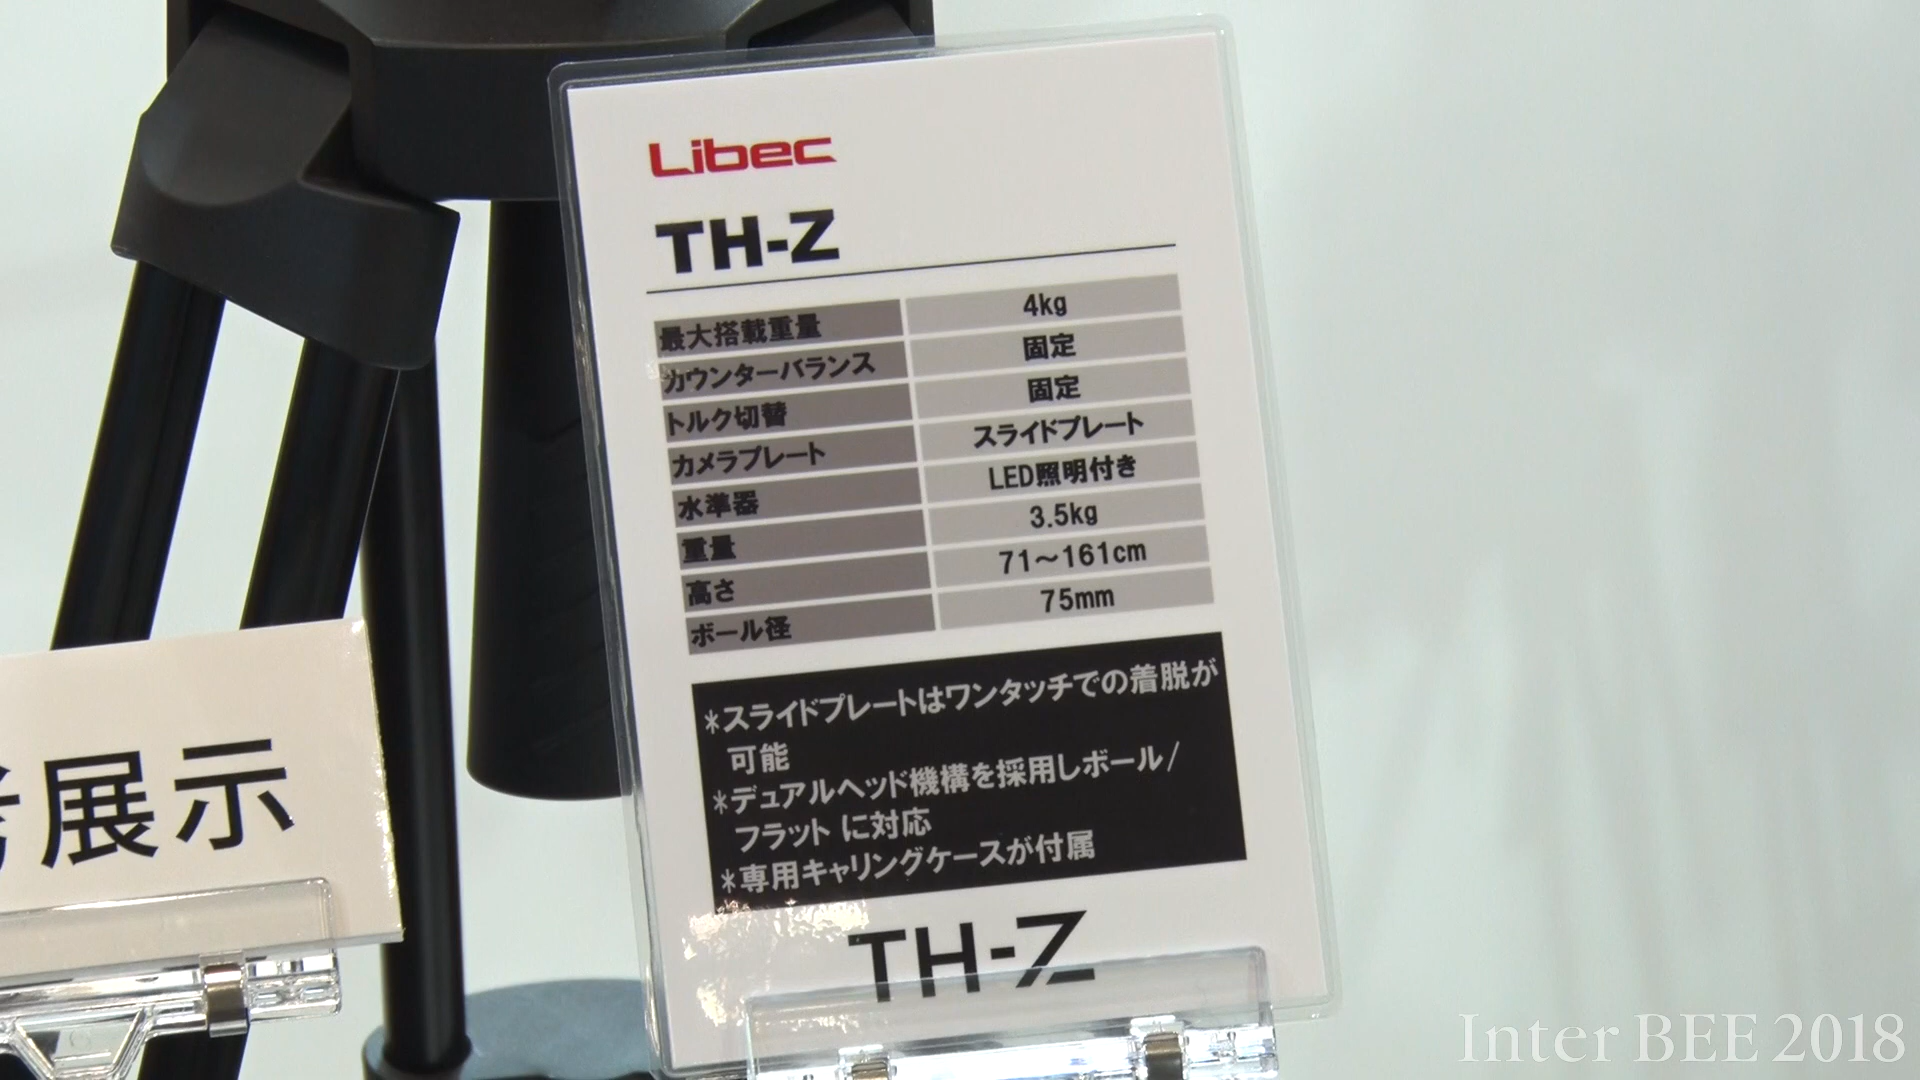 Libec
TH-Z
最大搭載重量 4kg
カウンターバランス 固定
トルク切替 固定
カメラプレート スライドプレート
水準器 LED照明付き
重量 3.5kg
高さ 71～161cm
ボール径 75mm
*スライドプレートはワンタッチでの着脱が
可能
*デュアルヘッド機構を採用しボール/
フラット に対応
*専用キャリングケースが付属
TH-Z
展示
Inter BEE 2018